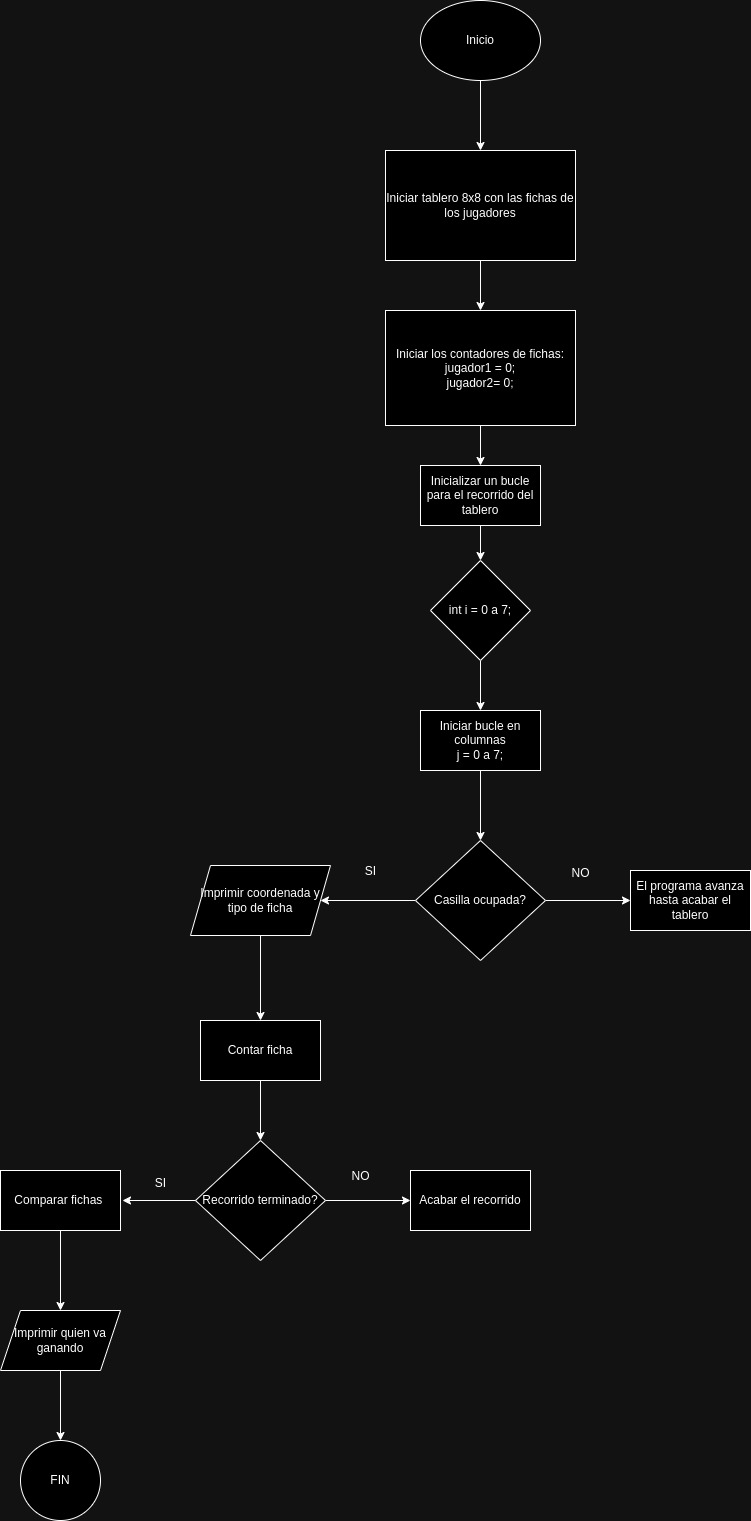 Inicio
Iniciar tablero 8x8 con las fichas de
los jugadores
Iniciar los contadores de fichas:
jugador1 = 0;
jugador2= 0;
Inicializar un bucle
para el recorrido del
tablero
int i = 0 a 7;
Iniciar bucle en
columnas
j = 0 a 7;
Casilla ocupada?
SI
NO
Imprimir coordenada y
tipo de ficha
El programa avanza
hasta acabar el
tablero
Contar ficha
Recorrido terminado?
SI
NO
Comparar fichas
Acabar el recorrido
Imprimir quien va
ganando
FIN